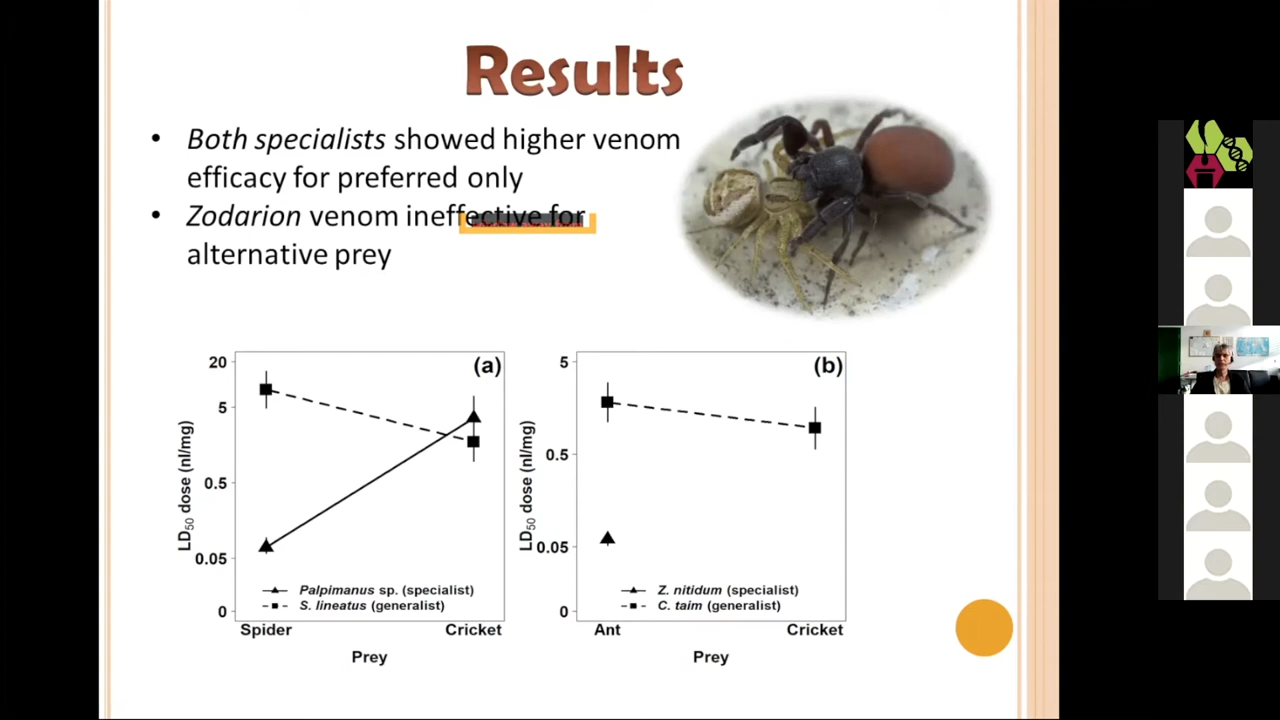 Results
• Both specialists showed higher venom
efficacy for preferred only
• Zodarion venom ineffective for
alternative prey
(a)
20
5
0.5
0.05
0
LD50 dose (nl/mg)
Palpimanus sp. (specialist)
S. lineatus (generalist)
Spider
Cricket
Prey
(b)
5
0.5
0.05
0
LD50 dose (nl/mg)
Z. nitidum (specialist)
C. taim (generalist)
Ant
Cricket
Prey